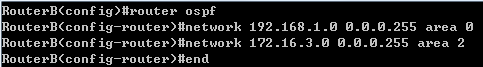 RouterB(config)#router ospf
RouterB(config-router)#network 192.168.1.0 0.0.0.255 area 0
RouterB(config-router)#network 172.16.3.0 0.0.0.255 area 2
RouterB(config-router)#end